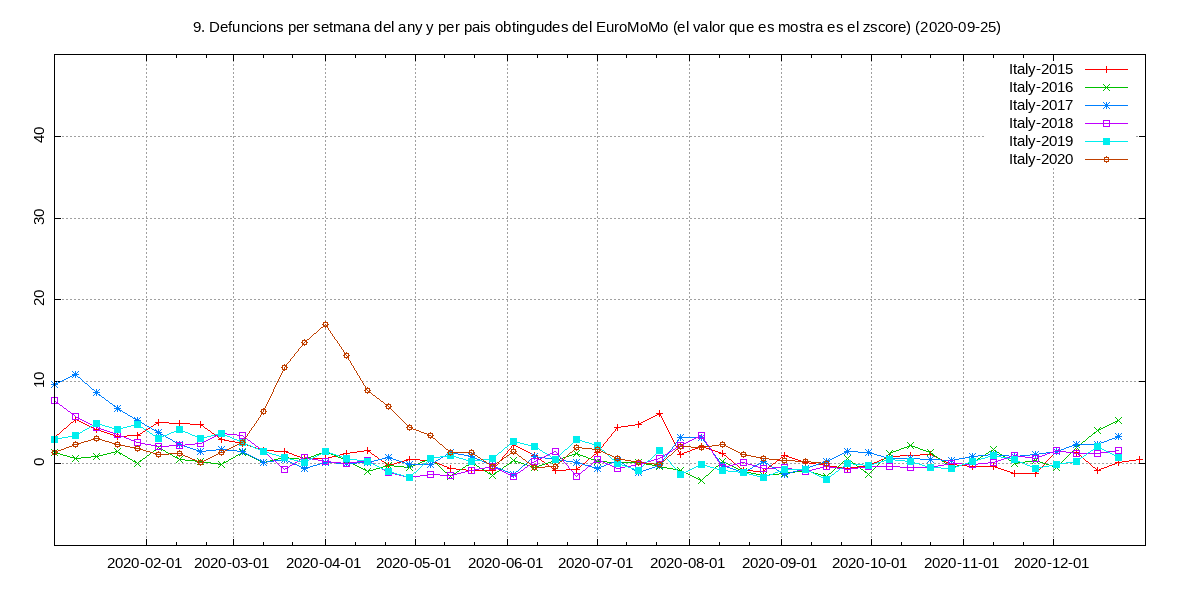 9. Defuncions per setmana del any y per pais obtingudes del EuroMoMo (el valor que es mostra es el zscore) (2020-09-25)
Italy-2015
Italy-2016
Italy-2017
Italy-2018
Italy-2019
Italy-2020
40
30
20
10
0
2020-02-01
2020-03-01
2020-04-01
2020-05-01
2020-06-01
2020-07-01
2020-08-01
2020-09-01
2020-10-01
2020-11-01
2020-12-01